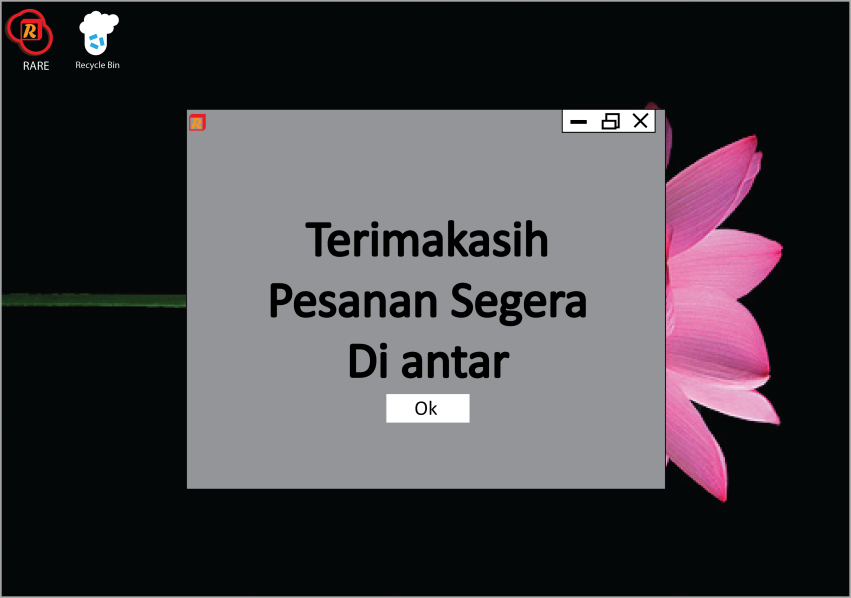 RARE
Recycle Bin
R
Terimakasih
Pesanan Segera
Di antar
Ok